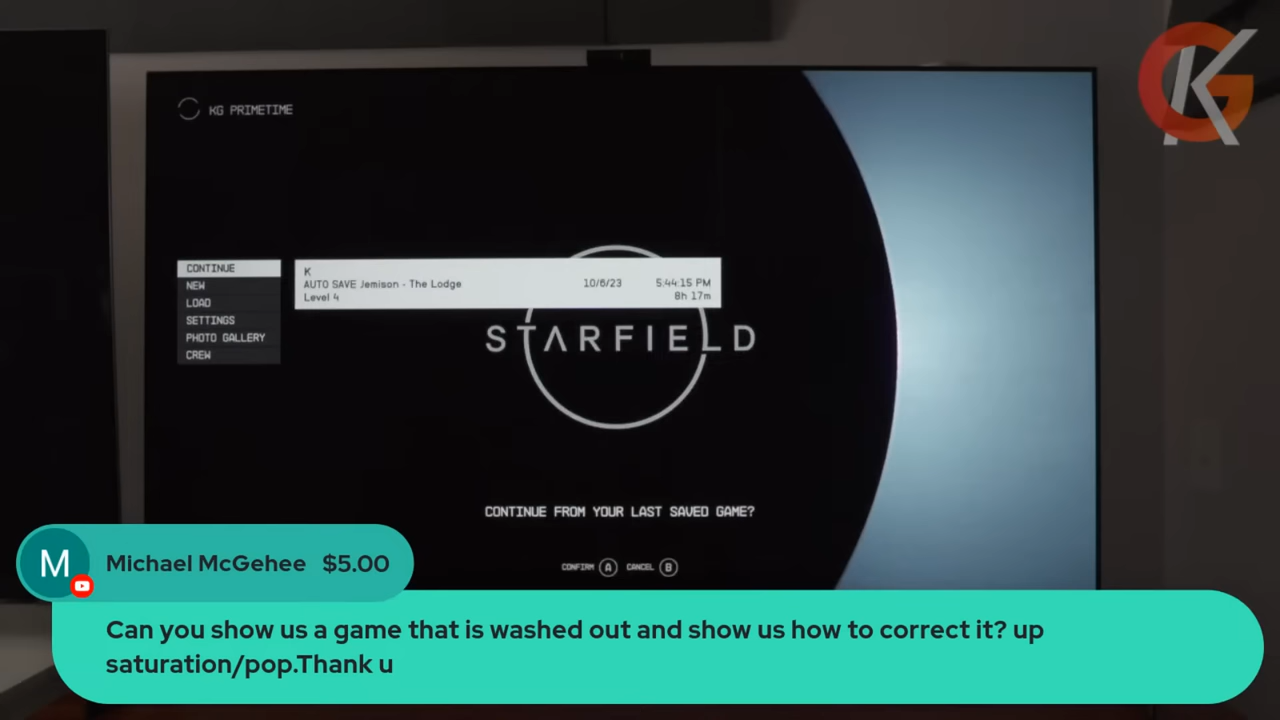 KG
KG PRIMETIME
CONTINUE
NEW
LOAD
SETTINGS
PHOTO GALLERY
CREW
K
AUTO SAVE Jemison - The Lodge 10/6/23 5:44:15 PM
Level 4 8h 17m
STARFIELD
CONTINUE FROM YOUR LAST SAVED GAME?
CONFIRM A CANCEL B
M
Michael McGehee $5.00
Can you show us a game that is washed out and show us how to correct it? up
saturation/pop.Thank u